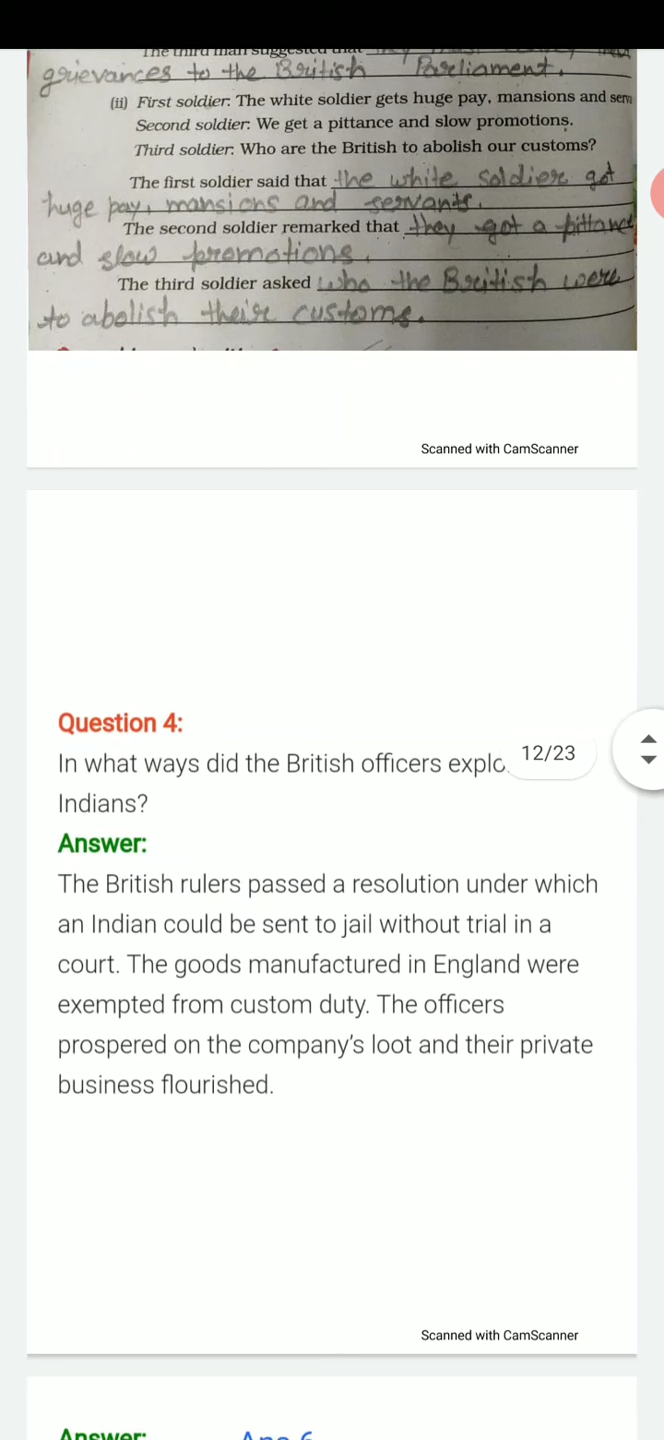 The third man suggested that
grievances to the British Parliament.
(ii) First soldier: The white soldier gets huge pay, mansions and serv
Second soldier: We get a pittance and slow promotions.
Third soldier: Who are the British to abolish our customs?
The first soldier said that the white soldier got
huge pay, mansions and servants.
The second soldier remarked that they got a pittance
and slow promotions.
The third soldier asked who the British were
to abolish their customs.
Scanned with CamScanner
Question 4:
In what ways did the British officers explo
12/23
Indians?
Answer:
The British rulers passed a resolution under which
an Indian could be sent to jail without trial in a
court. The goods manufactured in England were
exempted from custom duty. The officers
prospered on the company's loot and their private
business flourished.
Scanned with CamScanner
Answer: Ans 6